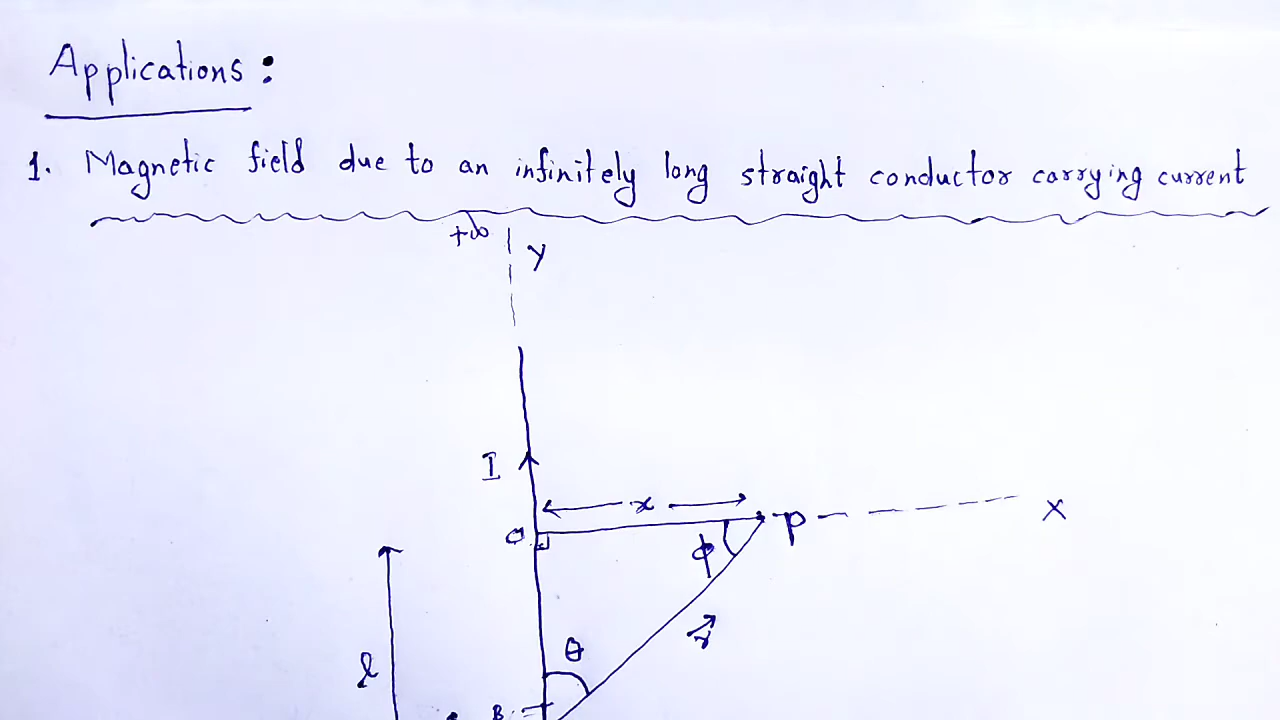 Applications :
1. Magnetic field due to an infinitely long straight conductor carrying current
+∞
y
I
x
O
P
X
ϕ
r
θ
l
B